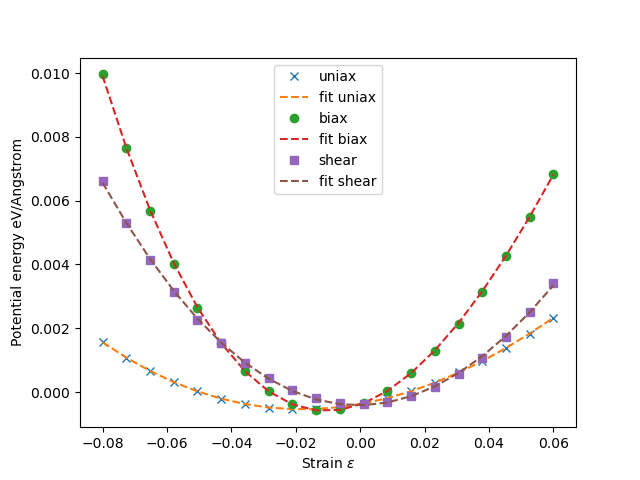 uniax
fit uniax
biax
fit biax
shear
fit shear
Potential energy eV/Angstrom
0.010
0.008
0.006
0.004
0.002
0.000
−0.08 −0.06 −0.04 −0.02 0.00 0.02 0.04 0.06
Strain ε